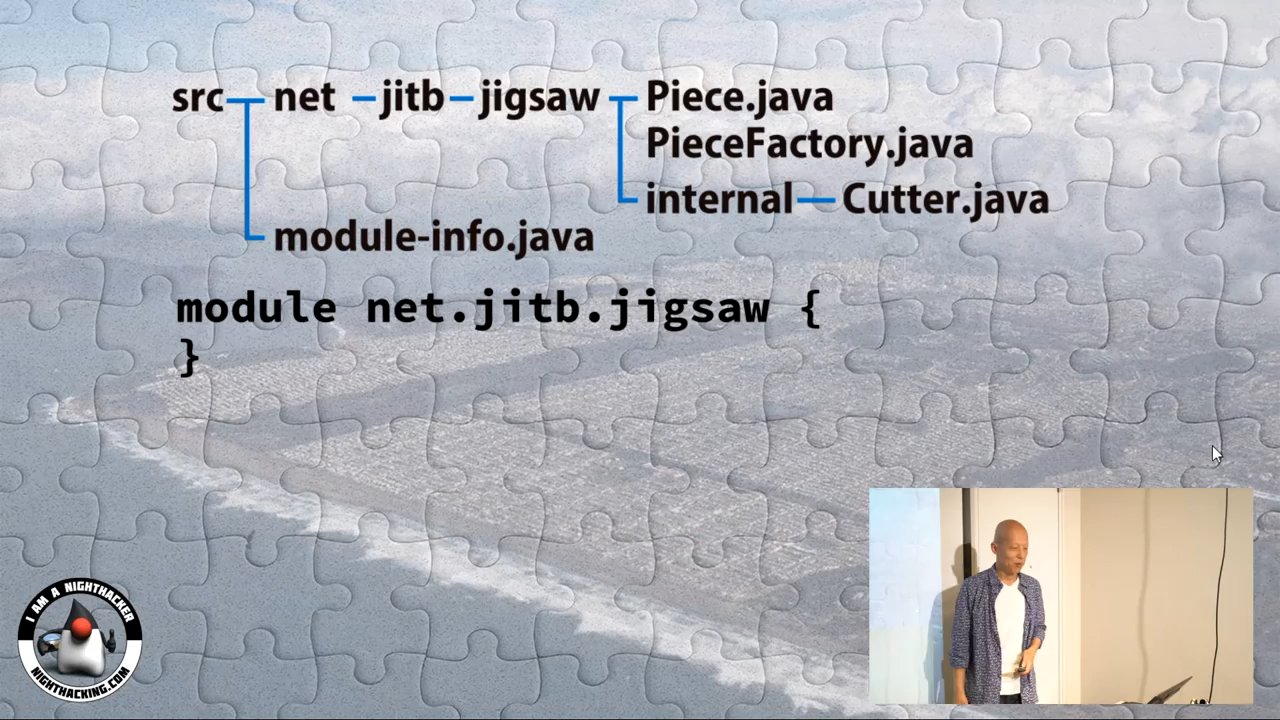 src net jitb jigsaw Piece.java
PieceFactory.java
internal Cutter.java
module-info.java
module net.jitb.jigsaw {
}
I AM A NIGHTHACKER
NIGHTHACKING.COM